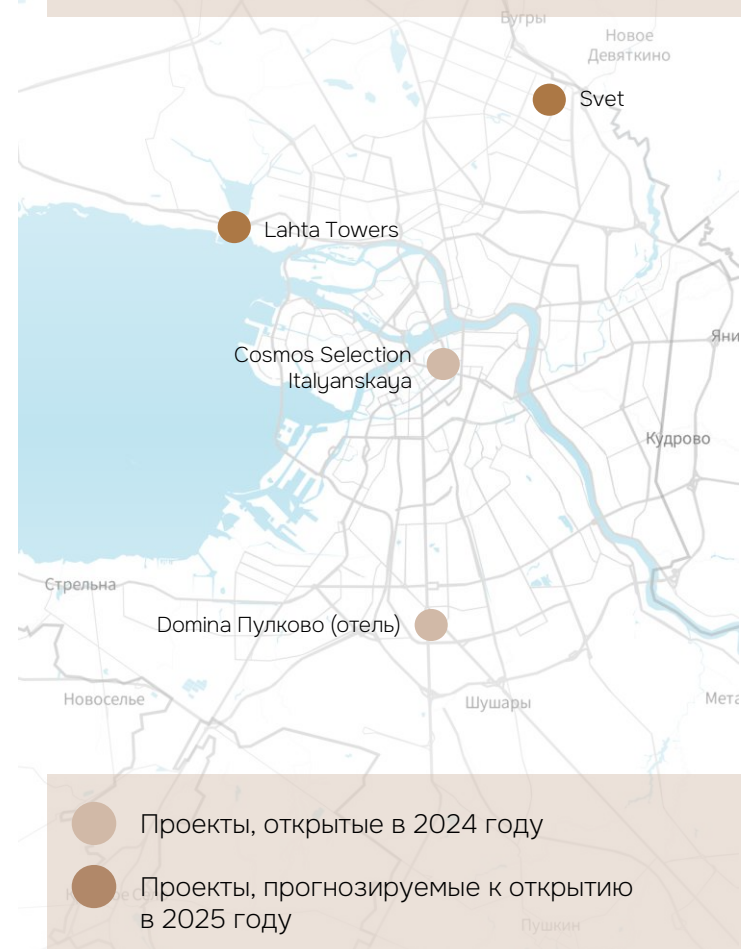 Бугры
Новое
Девяткино
Svet
Lahta Towers
Cosmos Selection
Italyanskaya
Яни
Кудрово
Стрельна
Domina Пулково (отель)
Новоселье
Шушары
Мета
Проекты, открытые в 2024 году
Проекты, прогнозируемые к открытию
в 2025 году
Пушкин